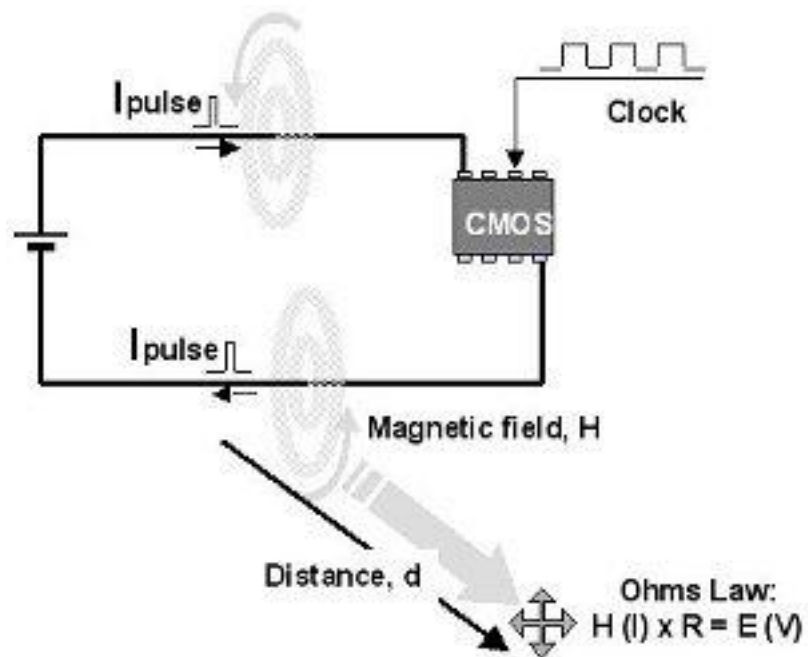 Ipulse
Clock
CMOS
Ipulse
Magnetic field, H
Distance, d
Ohms Law:
H (I) x R = E (V)